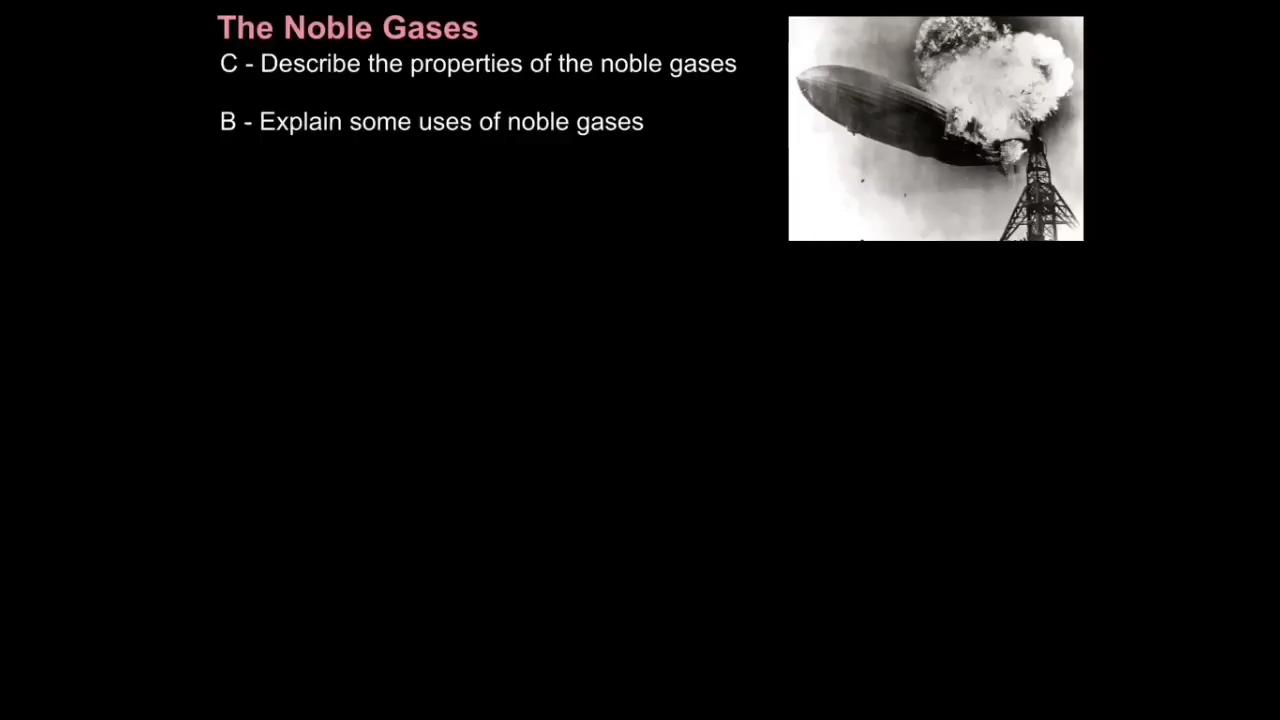 The Noble Gases
C - Describe the properties of the noble gases
B - Explain some uses of noble gases